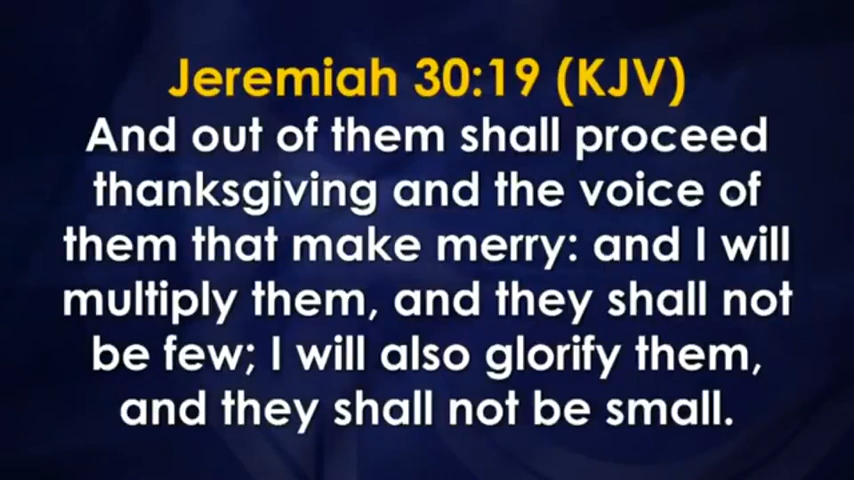 Jeremiah 30:19 (KJV)
And out of them shall proceed
thanksgiving and the voice of
them that make merry: and I will
multiply them, and they shall not
be few; I will also glorify them,
and they shall not be small.